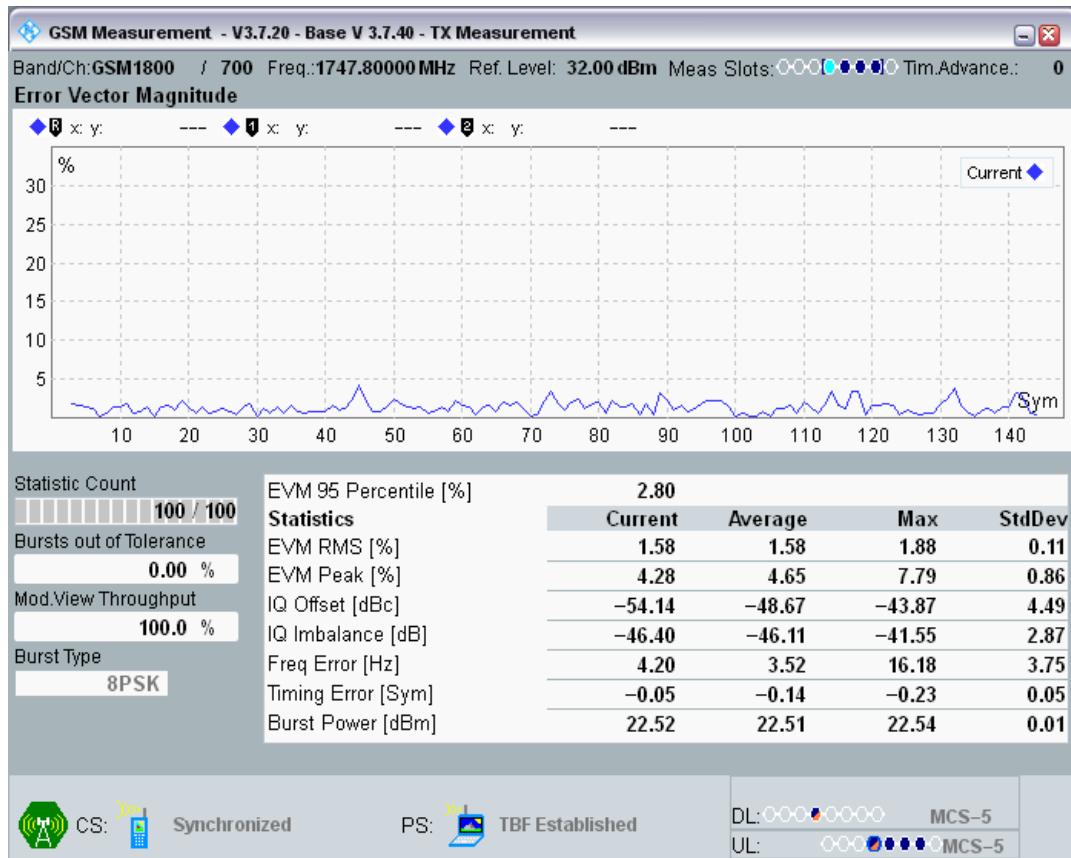 GSM Measurement - V3.7.20 - Base V 3.7.40 - TX Measurement
Band/Ch:GSM1800 / 700 Freq.:1747.80000 MHz Ref. Level: 32.00 dBm Meas Slots: Tim.Advance.: 0
Error Vector Magnitude
R x: y: --- 1 x: y: --- 2 x: y: ---
%
Current
30
25
20
15
10
5
Sym
10 20 30 40 50 60 70 80 90 100 110 120 130 140
Statistic Count
100 / 100
Bursts out of Tolerance
0.00 %
Mod.View Throughput
100.0 %
Burst Type
8PSK
EVM 95 Percentile [%] 2.80
Statistics Current Average Max StdDev
EVM RMS [%] 1.58 1.58 1.88 0.11
EVM Peak [%] 4.28 4.65 7.79 0.86
IQ Offset [dBc] −54.14 −48.67 −43.87 4.49
IQ Imbalance [dB] −46.40 −46.11 −41.55 2.87
Freq Error [Hz] 4.20 3.52 16.18 3.75
Timing Error [Sym] −0.05 −0.14 −0.23 0.05
Burst Power [dBm] 22.52 22.51 22.54 0.01
CS: Synchronized PS: TBF Established
DL: MCS−5
UL: MCS−5